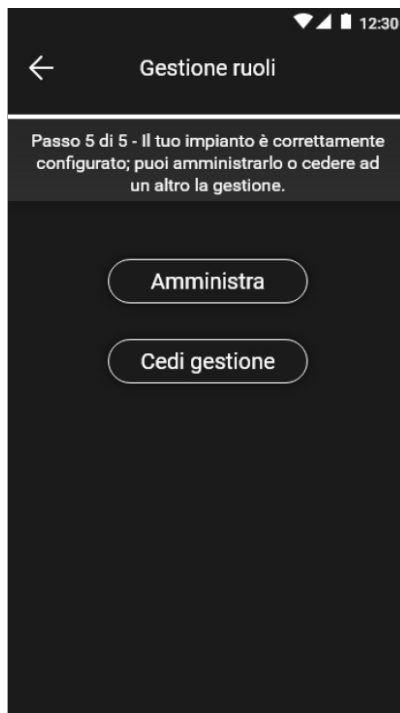 12:30
Gestione ruoli
Passo 5 di 5 - Il tuo impianto è correttamente
configurato; puoi amministrarlo o cedere ad
un altro la gestione.
Amministra
Cedi gestione